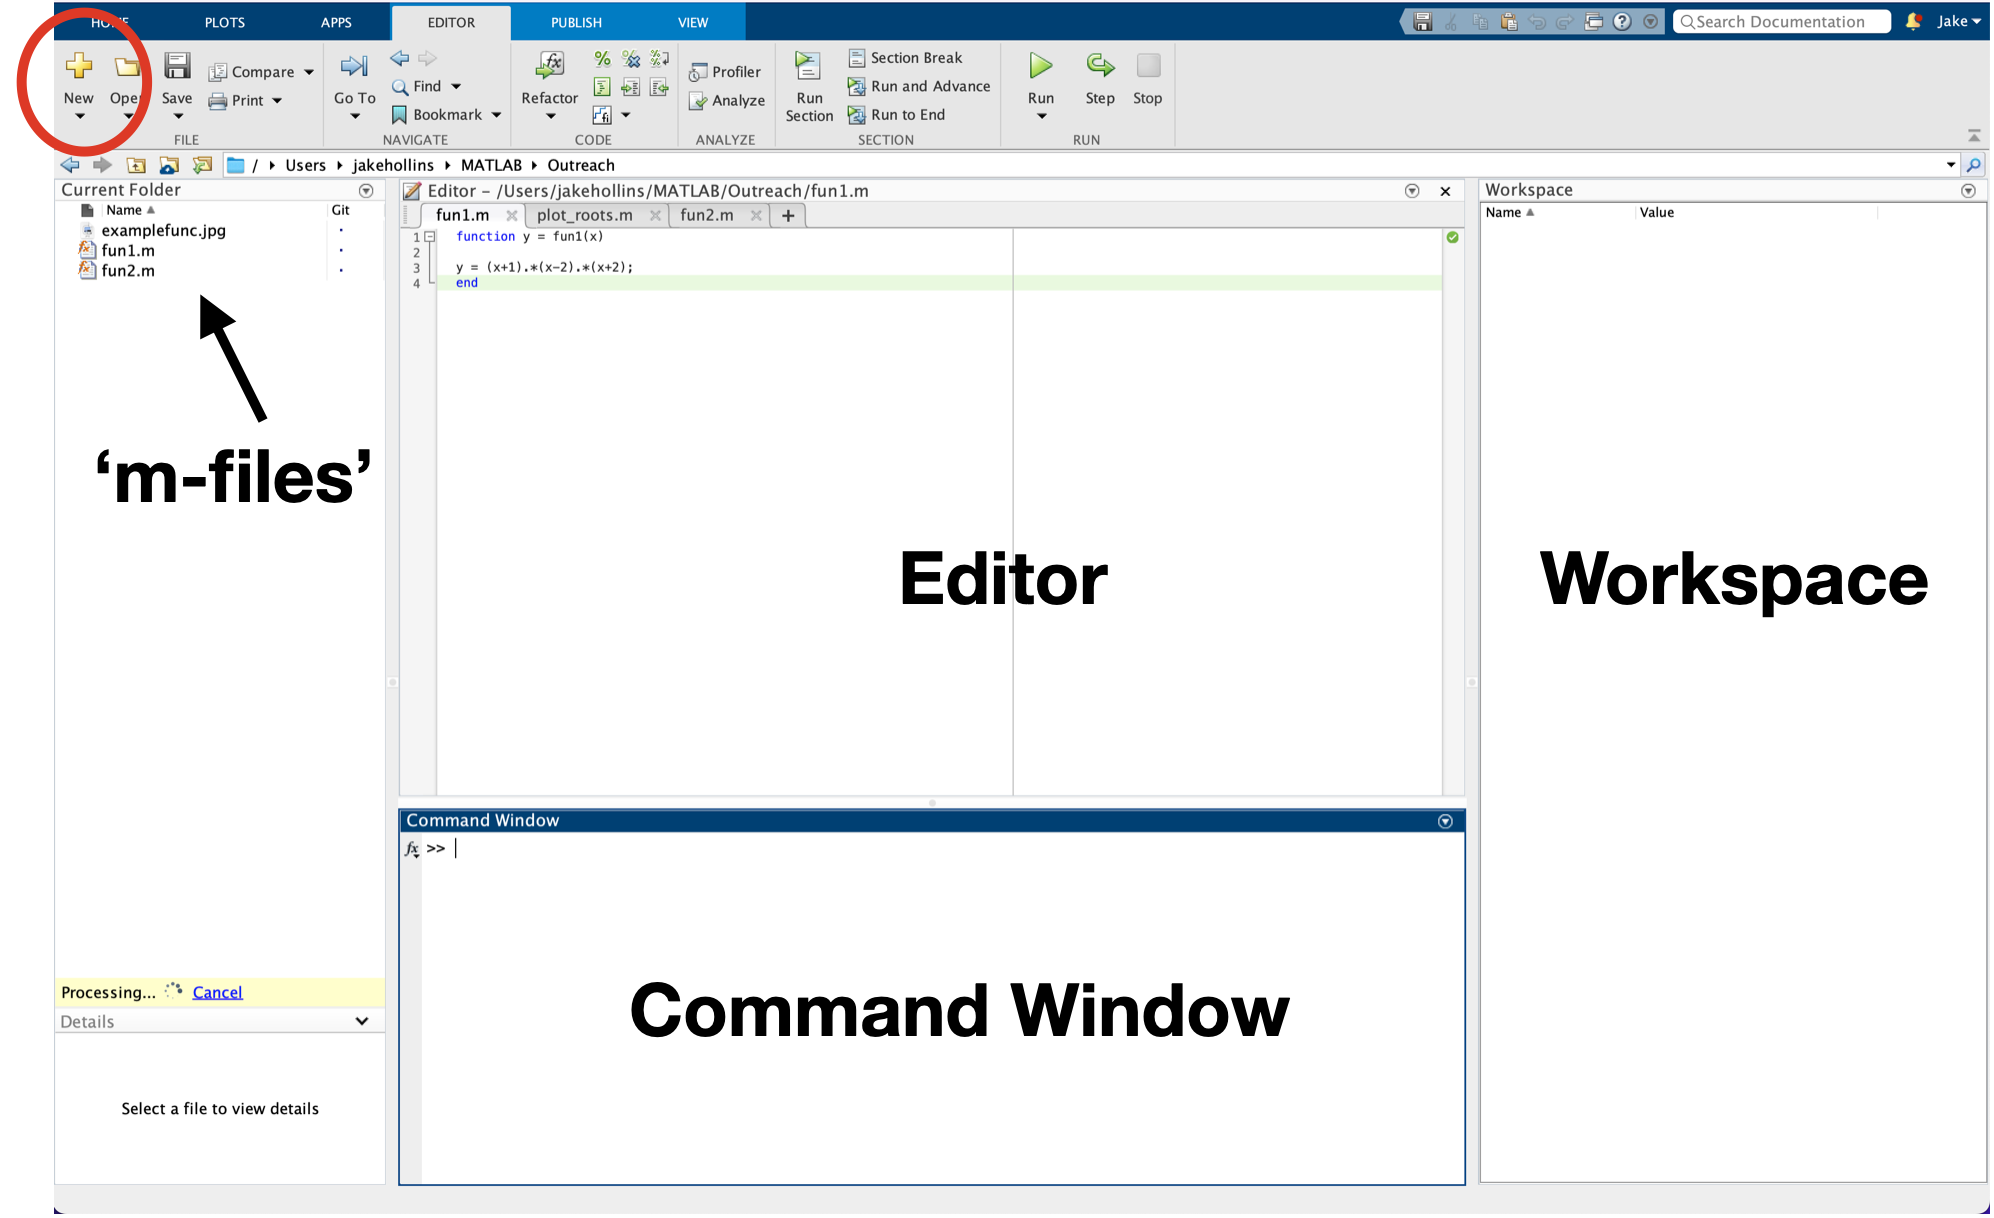 HOME PLOTS APPS EDITOR PUBLISH VIEW Search Documentation Jake
New Open Save Compare Print FILE
Go To Find Bookmark NAVIGATE
Refactor CODE
Profiler Analyze ANALYZE
Run Section Section Break Run and Advance Run to End SECTION
Run Step Stop RUN
/ Users jakehollins MATLAB Outreach
Current Folder
Name Git
examplefunc.jpg
fun1.m
fun2.m
‘m-files’
Processing... Cancel
Details
Select a file to view details
Editor - /Users/jakehollins/MATLAB/Outreach/fun1.m
fun1.m plot_roots.m fun2.m +
1 function y = fun1(x)
2
3 y = (x+1).*(x-2).*(x+2);
4 end
Editor
Command Window
fx >>
Command Window
Workspace
Name Value
Workspace